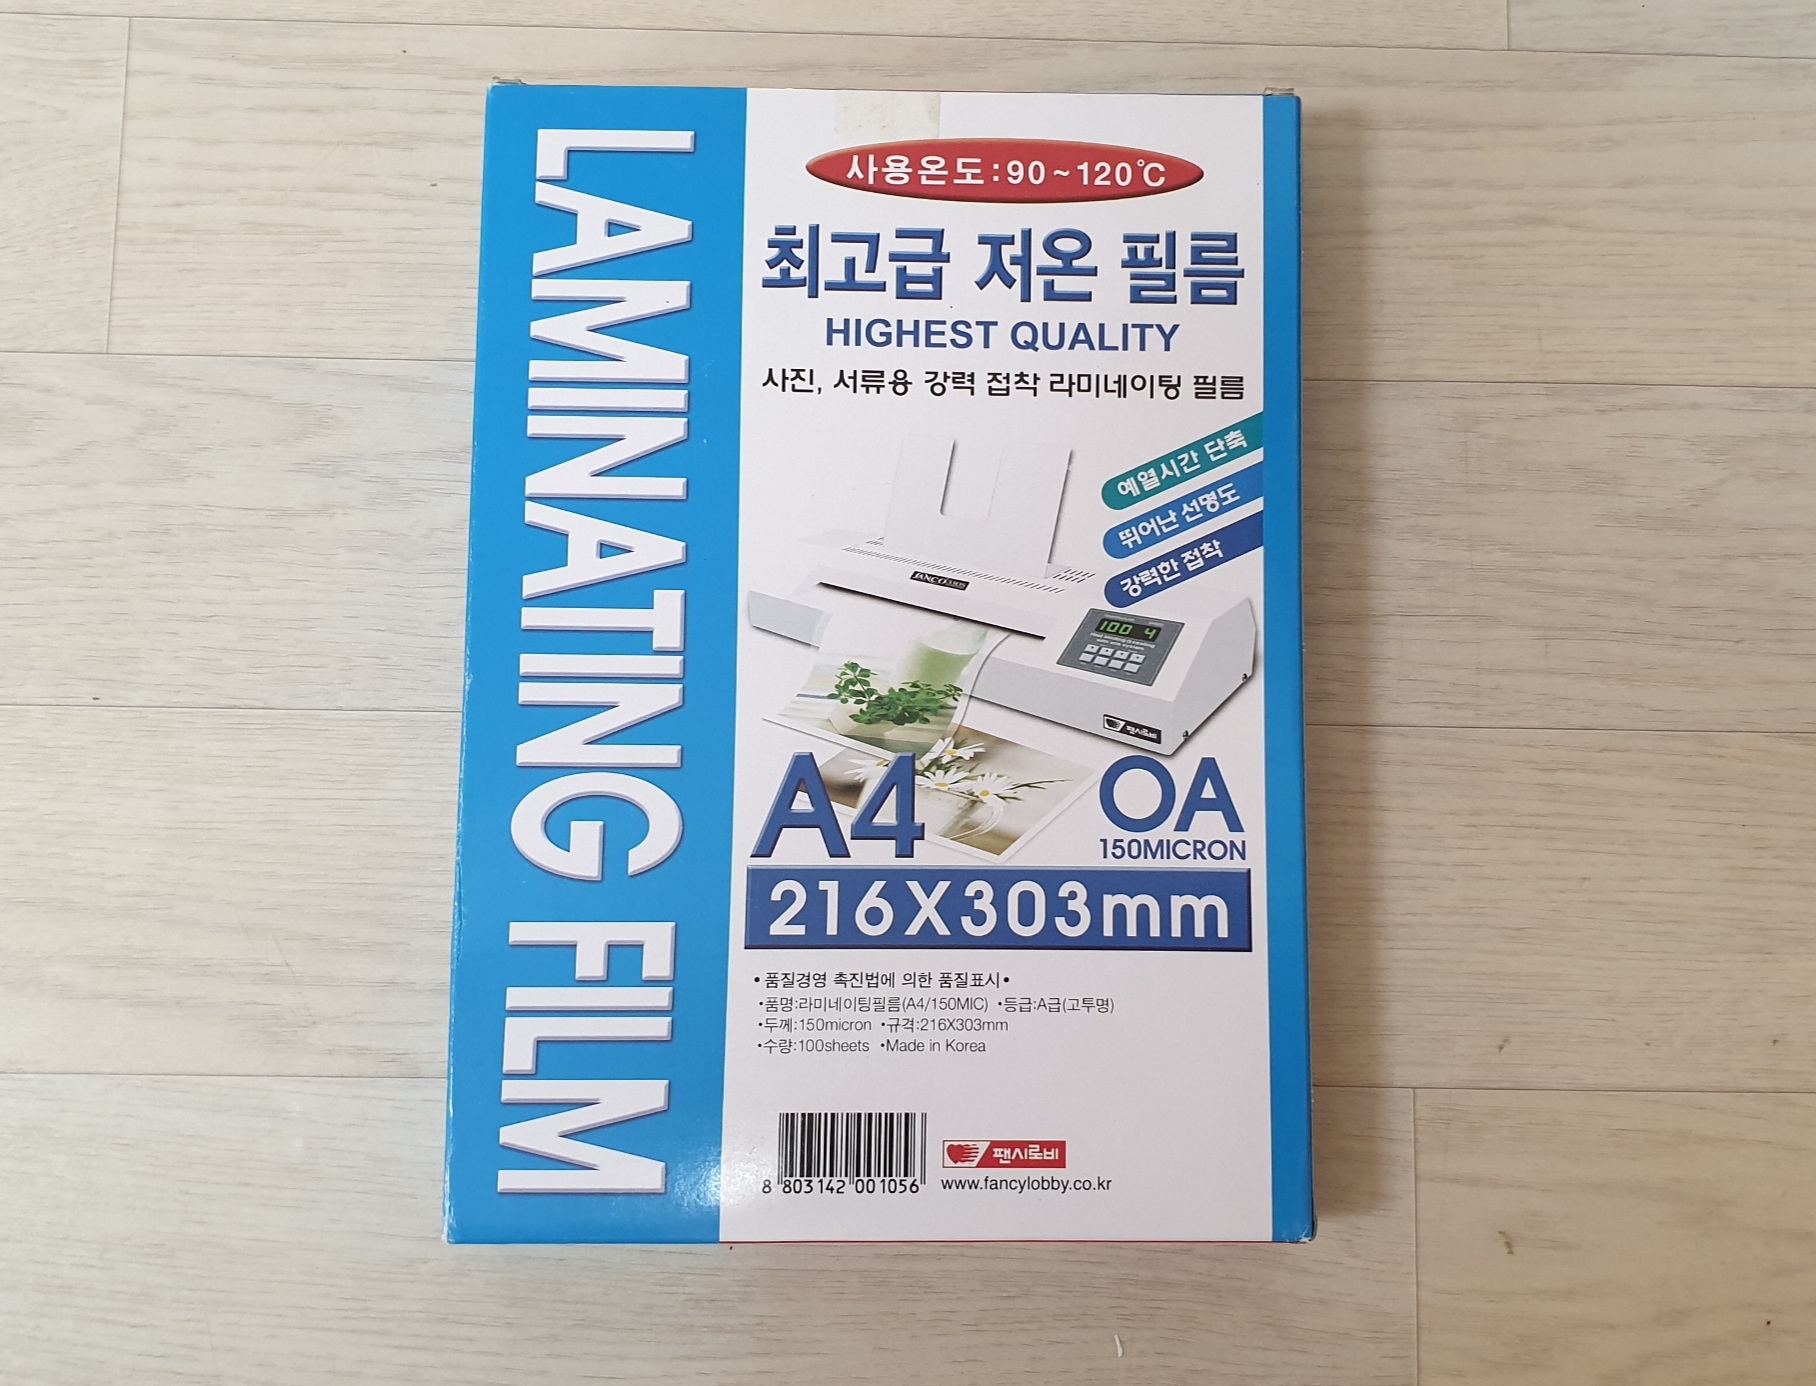 LAMINATING FILM
사용온도:90~120℃
최고급 저온 필름
HIGHEST QUALITY
사진, 서류용 강력 접착 라미네이팅 필름
예열시간 단축
뛰어난 선명도
강력한 접착
100 4
팬시로비
A4
OA
150MICRON
216X303mm
•품질경영 촉진법에 의한 품질표시•
•품명:라미네이팅필름(A4/150MIC) •등급:A급(고투명)
•두께:150micron •규격:216X303mm
•수량:100sheets •Made in Korea
8 803142 001056
팬시로비
www.fancylobby.co.kr